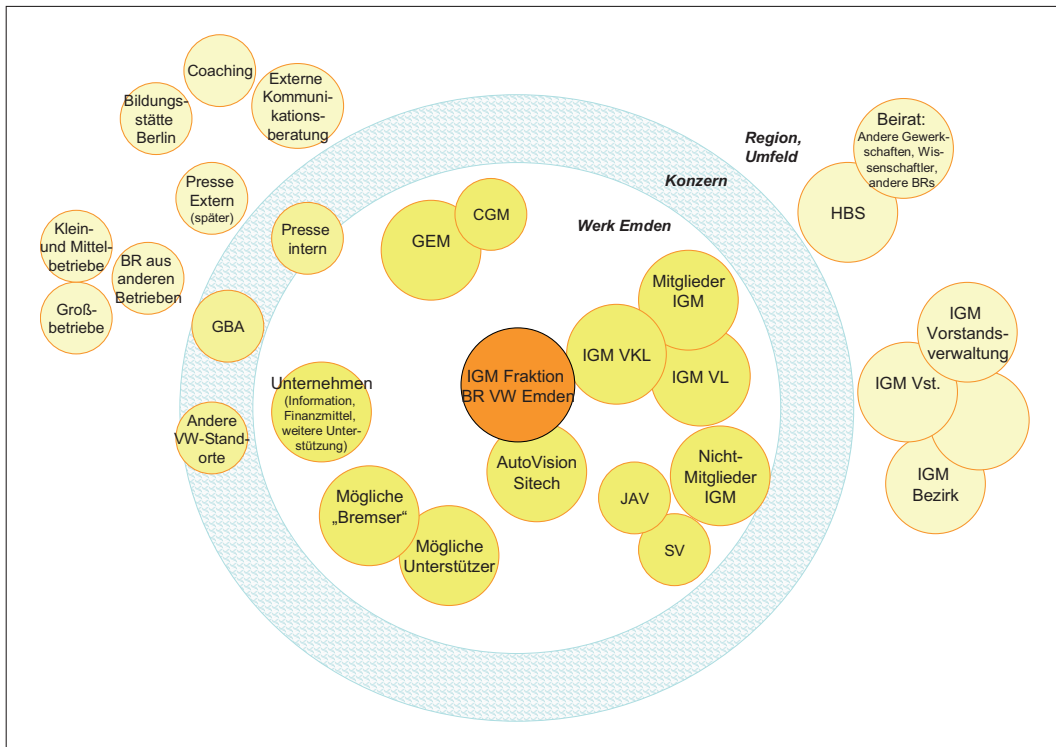 Coaching
Bildungs-
stätte
Berlin
Externe
Kommuni-
kations-
beratung
Presse
Extern
(später)
Klein-
und Mittel-
betriebe
BR aus
anderen
Betrieben
Groß-
betriebe
Presse
intern
GBA
Andere
VW-Stand-
orte
Unternehmen
(Information,
Finanzmittel,
weitere Unter-
stützung)
Mögliche
„Bremser“
Mögliche
Unterstützer
GEM
CGM
Werk Emden
Konzern
Region,
Umfeld
Mitglieder
IGM
IGM VKL
IGM VL
IGM Fraktion
BR VW Emden
AutoVision
Sitech
Nicht-
Mitglieder
IGM
JAV
SV
Beirat:
Andere Gewerk-
schaften, Wis-
senschaftler,
andere BRs
HBS
IGM
Vorstands-
verwaltung
IGM Vst.
IGM
Bezirk